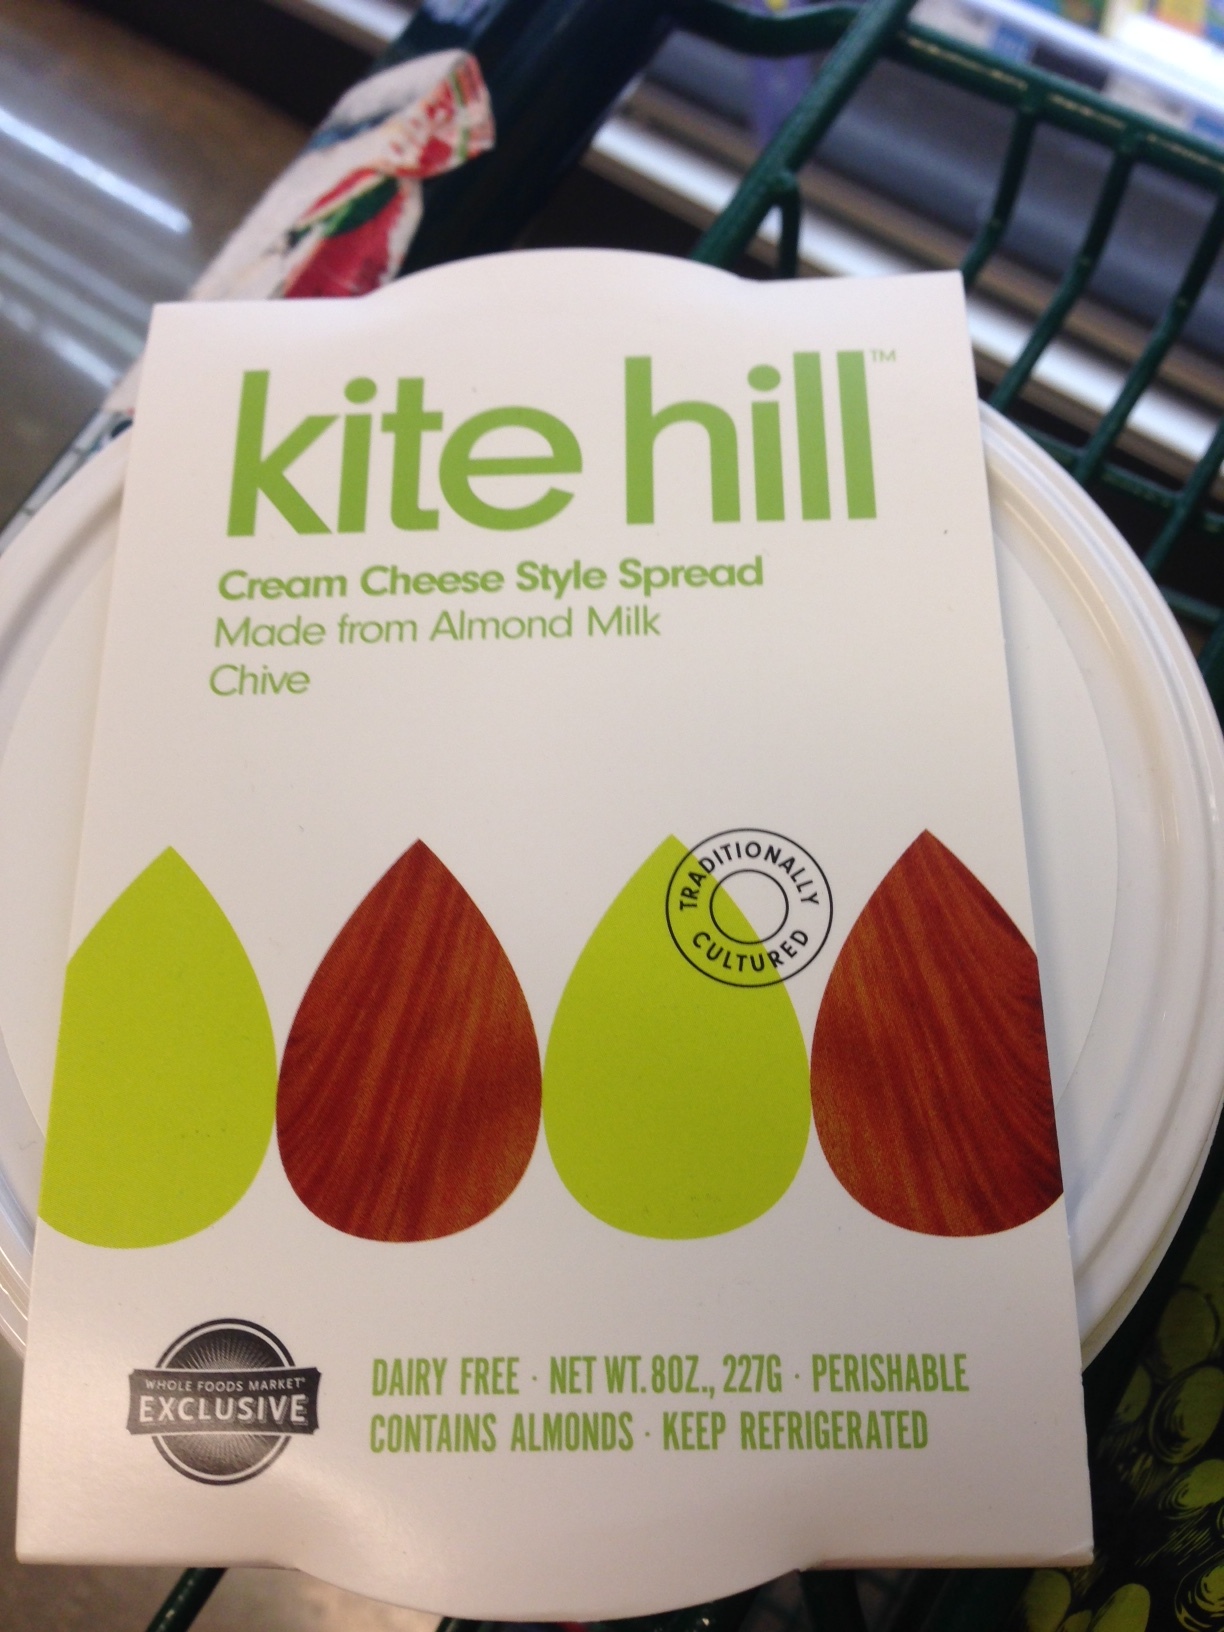 kite hill™
Cream Cheese Style Spread
Made from Almond Milk
Chive
TRADITIONALLY
CULTURED
WHOLE FOODS MARKET
EXCLUSIVE
DAIRY FREE · NET WT. 8OZ., 227G · PERISHABLE
CONTAINS ALMONDS · KEEP REFRIGERATED